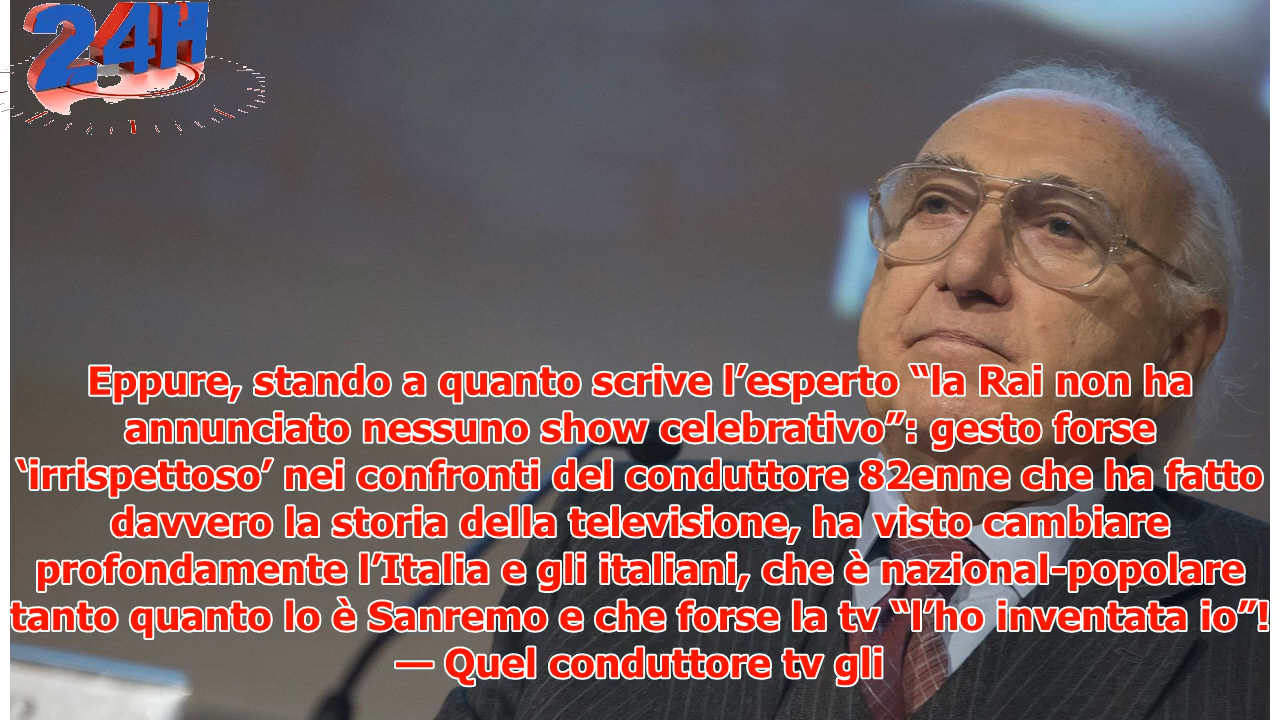 24H
Eppure, stando a quanto scrive l’esperto “la Rai non ha
annunciato nessuno show celebrativo”: gesto forse
‘irrispettoso’ nei confronti del conduttore 82enne che ha fatto
davvero la storia della televisione, ha visto cambiare
profondamente l’Italia e gli italiani, che è nazional-popolare
tanto quanto lo è Sanremo e che forse la tv “l’ho inventata io”!
— Quel conduttore tv gli